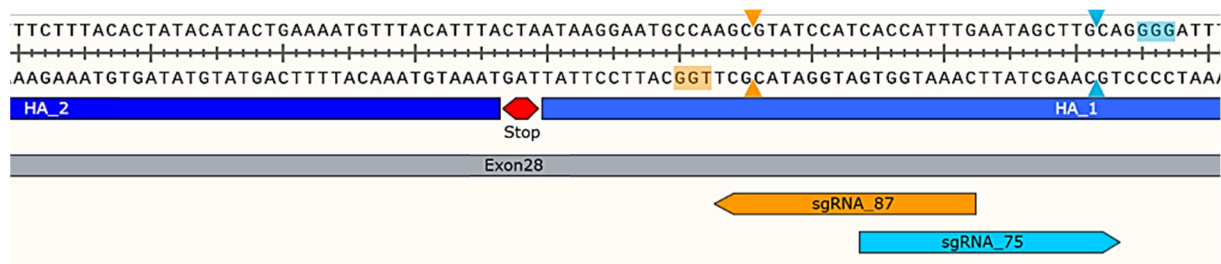 TTCTTTACACTATACATACTGAAAATGTTTACATTTACTAATAAGGAATGCCAAGCGTATCCATCACCATTTGAATAGCTTGCAGGGGATT
AAGAAATGTGATATGTATGACTTTTACAAATGTAAATGATTATTCCTTACGGTTCGCATAGGTAGTGGTAAACTTATCGAACGTCCCCTAA
HA_2
HA_1
Stop
Exon28
sgRNA_87
sgRNA_75